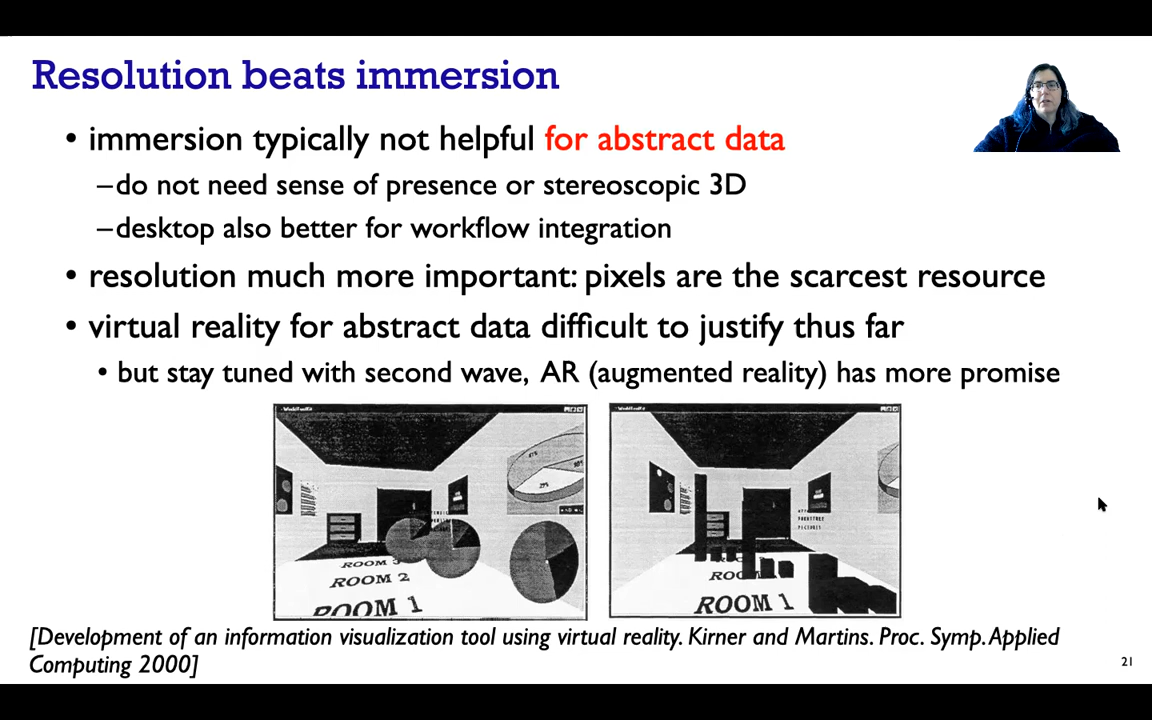 Resolution beats immersion
• immersion typically not helpful for abstract data
–do not need sense of presence or stereoscopic 3D
–desktop also better for workflow integration
• resolution much more important: pixels are the scarcest resource
• virtual reality for abstract data difficult to justify thus far
• but stay tuned with second wave, AR (augmented reality) has more promise
ROOM 3
ROOM 2
ROOM 1
ROOM 1
[Development of an information visualization tool using virtual reality. Kirner and Martins. Proc. Symp. Applied
Computing 2000]
21